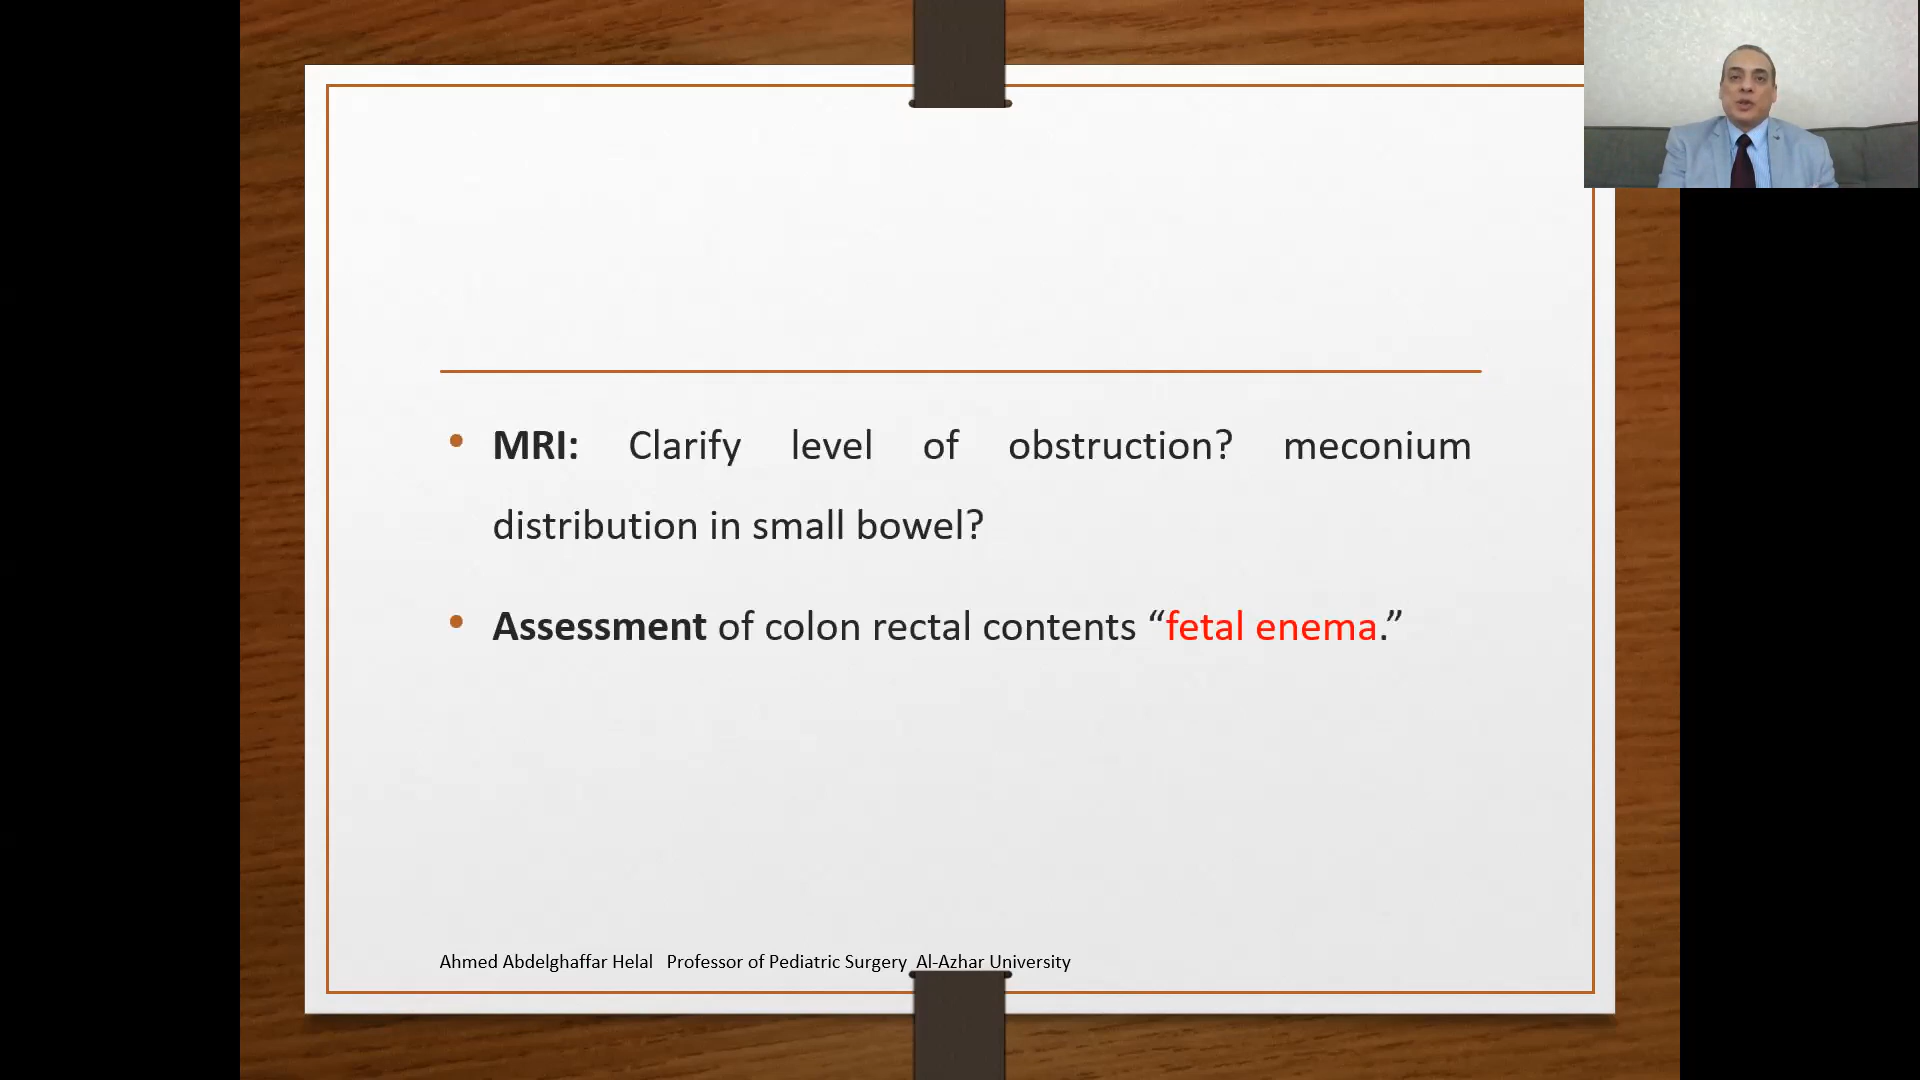 • MRI: Clarify level of obstruction? meconium
distribution in small bowel?
• Assessment of colon rectal contents “fetal enema.”
Ahmed Abdelghaffar Helal Professor of Pediatric Surgery Al-Azhar University